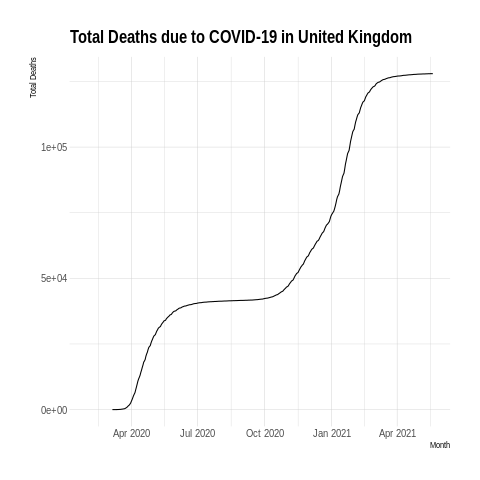 Total Deaths due to COVID-19 in United Kingdom
Total Deaths
1e+05
5e+04
0e+00
Apr 2020 Jul 2020 Oct 2020 Jan 2021 Apr 2021
Month